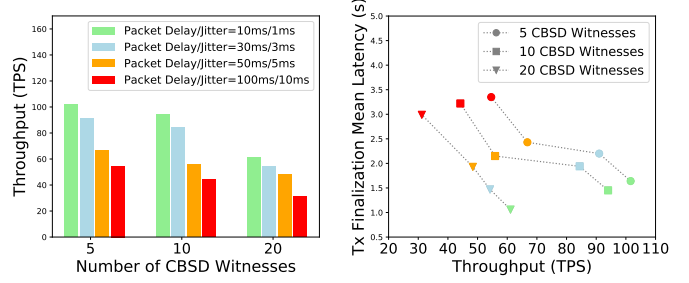 Packet Delay/Jitter=10ms/1ms
Packet Delay/Jitter=30ms/3ms
Packet Delay/Jitter=50ms/5ms
Packet Delay/Jitter=100ms/10ms
Throughput (TPS)
160
140
120
100
80
60
40
20
0
5
10
20
Number of CBSD Witnesses
5 CBSD Witnesses
10 CBSD Witnesses
20 CBSD Witnesses
Tx Finalization Mean Latency (s)
5.0
4.5
4.0
3.5
3.0
2.5
2.0
1.5
1.0
0.5
20 30 40 50 60 70 80 90 100 110
Throughput (TPS)